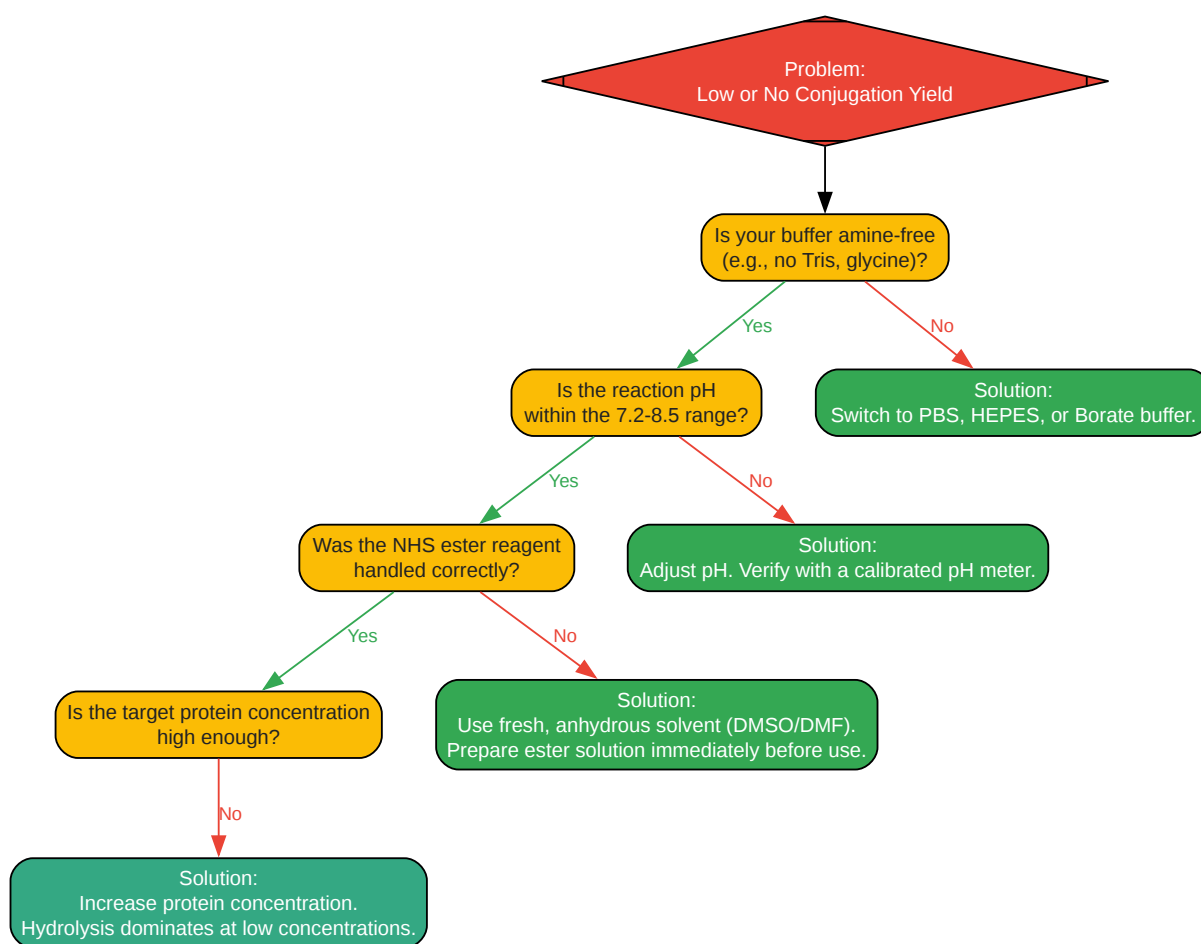 Problem:
Low or No Conjugation Yield
Is your buffer amine-free
(e.g., no Tris, glycine)?
Yes
No
Is the reaction pH
within the 7.2-8.5 range?
Solution:
Switch to PBS, HEPES, or Borate buffer.
Yes
No
Was the NHS ester reagent
handled correctly?
Solution:
Adjust pH. Verify with a calibrated pH meter.
Yes
No
Is the target protein concentration
high enough?
Solution:
Use fresh, anhydrous solvent (DMSO/DMF).
Prepare ester solution immediately before use.
No
Solution:
Increase protein concentration.
Hydrolysis dominates at low concentrations.